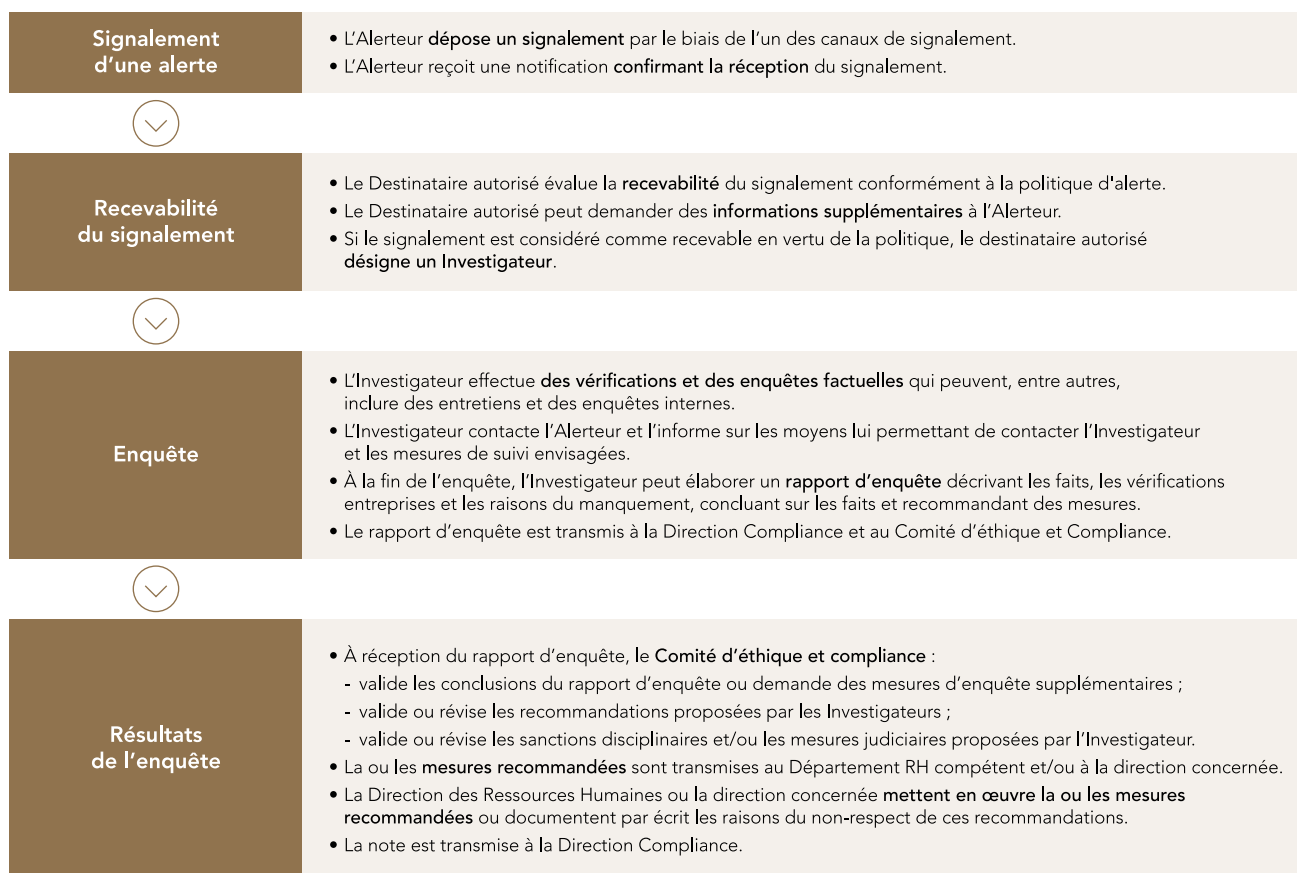 Signalement
d'une alerte
• L'Alerteur dépose un signalement par le biais de l'un des canaux de signalement.
• L'Alerteur reçoit une notification confirmant la réception du signalement.
Recevabilité
du signalement
• Le Destinataire autorisé évalue la recevabilité du signalement conformément à la politique d'alerte.
• Le Destinataire autorisé peut demander des informations supplémentaires à l'Alerteur.
• Si le signalement est considéré comme recevable en vertu de la politique, le destinataire autorisé
désigne un Investigateur.
Enquête
• L'Investigateur effectue des vérifications et des enquêtes factuelles qui peuvent, entre autres,
inclure des entretiens et des enquêtes internes.
• L'Investigateur contacte l'Alerteur et l'informe sur les moyens lui permettant de contacter l'Investigateur
et les mesures de suivi envisagées.
• À la fin de l'enquête, l'Investigateur peut élaborer un rapport d'enquête décrivant les faits, les vérifications
entreprises et les raisons du manquement, concluant sur les faits et recommandant des mesures.
• Le rapport d'enquête est transmis à la Direction Compliance et au Comité d'éthique et Compliance.
Résultats
de l'enquête
• À réception du rapport d'enquête, le Comité d'éthique et compliance :
- valide les conclusions du rapport d'enquête ou demande des mesures d'enquête supplémentaires ;
- valide ou révise les recommandations proposées par les Investigateurs ;
- valide ou révise les sanctions disciplinaires et/ou les mesures judiciaires proposées par l'Investigateur.
• La ou les mesures recommandées sont transmises au Département RH compétent et/ou à la direction concernée.
• La Direction des Ressources Humaines ou la direction concernée mettent en œuvre la ou les mesures
recommandées ou documentent par écrit les raisons du non-respect de ces recommandations.
• La note est transmise à la Direction Compliance.